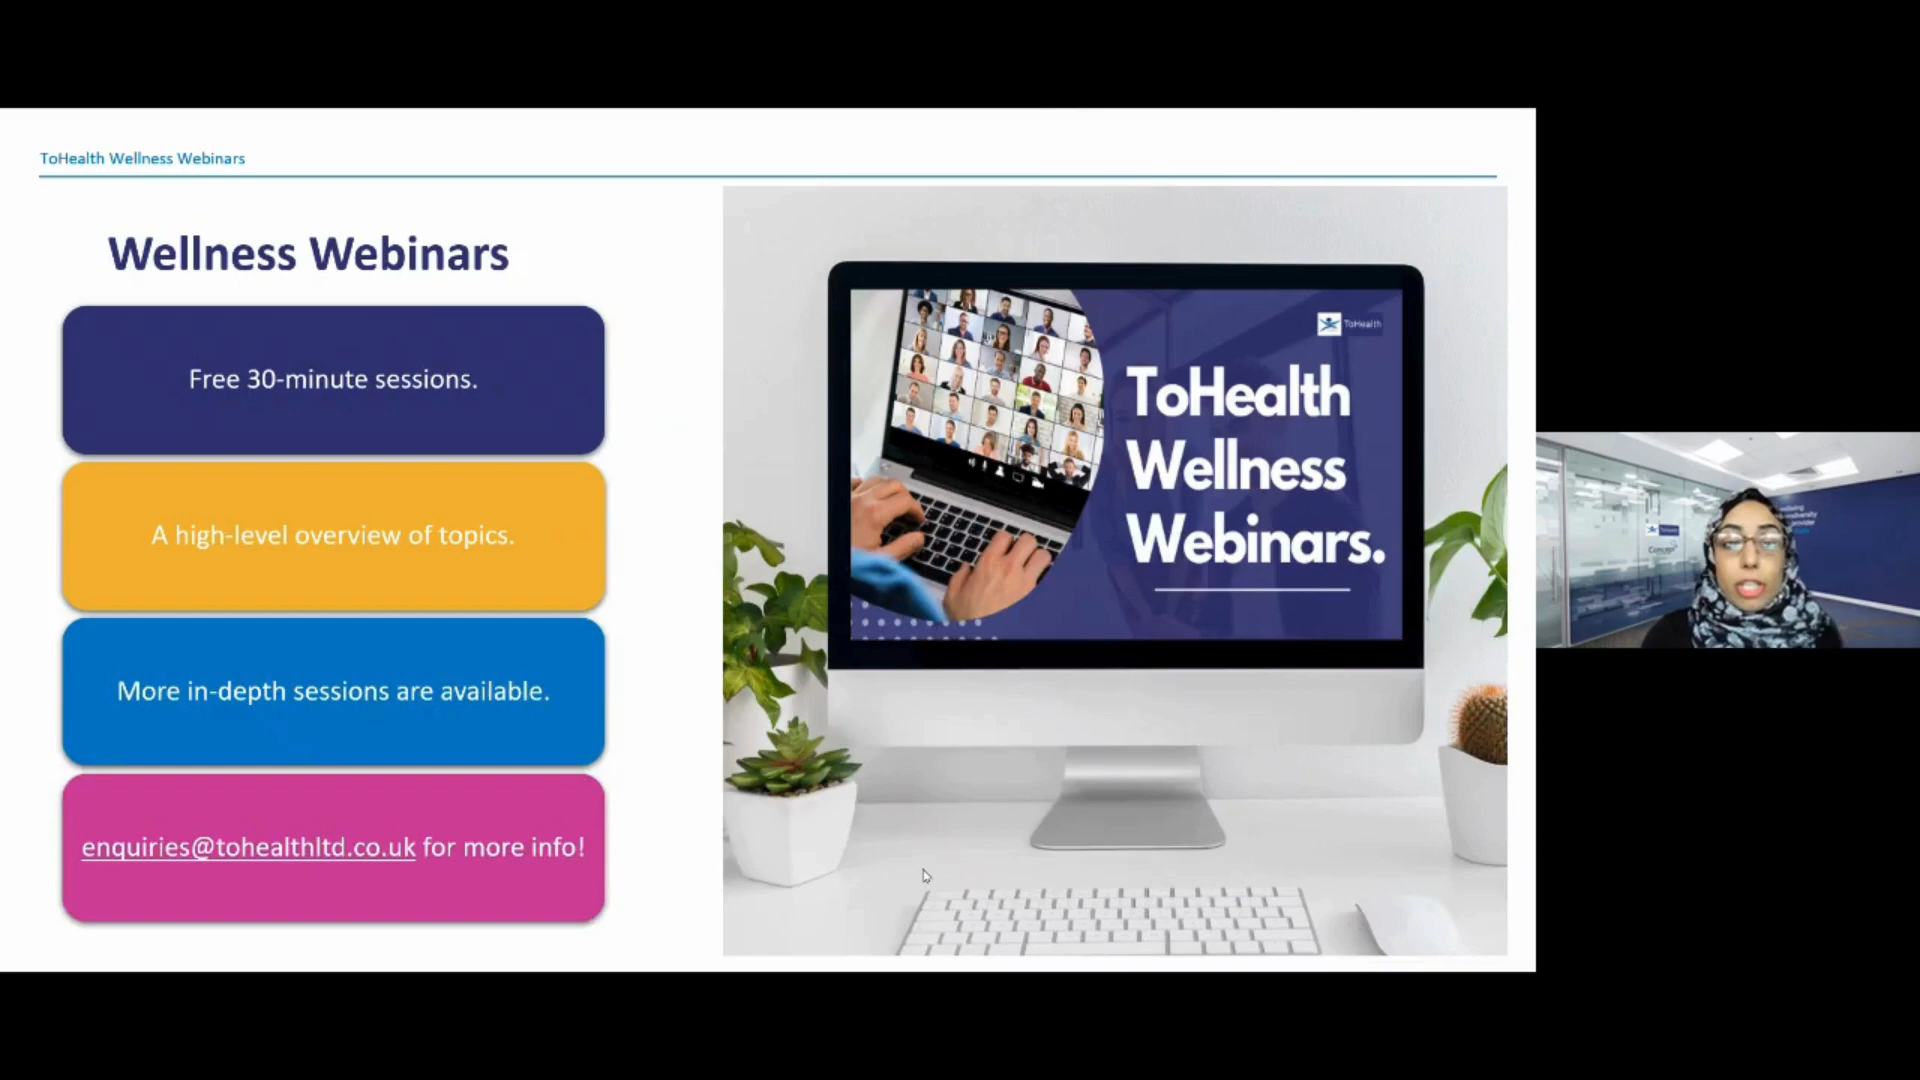 ToHealth Wellness Webinars
Wellness Webinars
Free 30-minute sessions.
A high-level overview of topics.
More in-depth sessions are available.
enquiries@tohealthltd.co.uk for more info!
ToHealth
ToHealth
Wellness
Webinars.